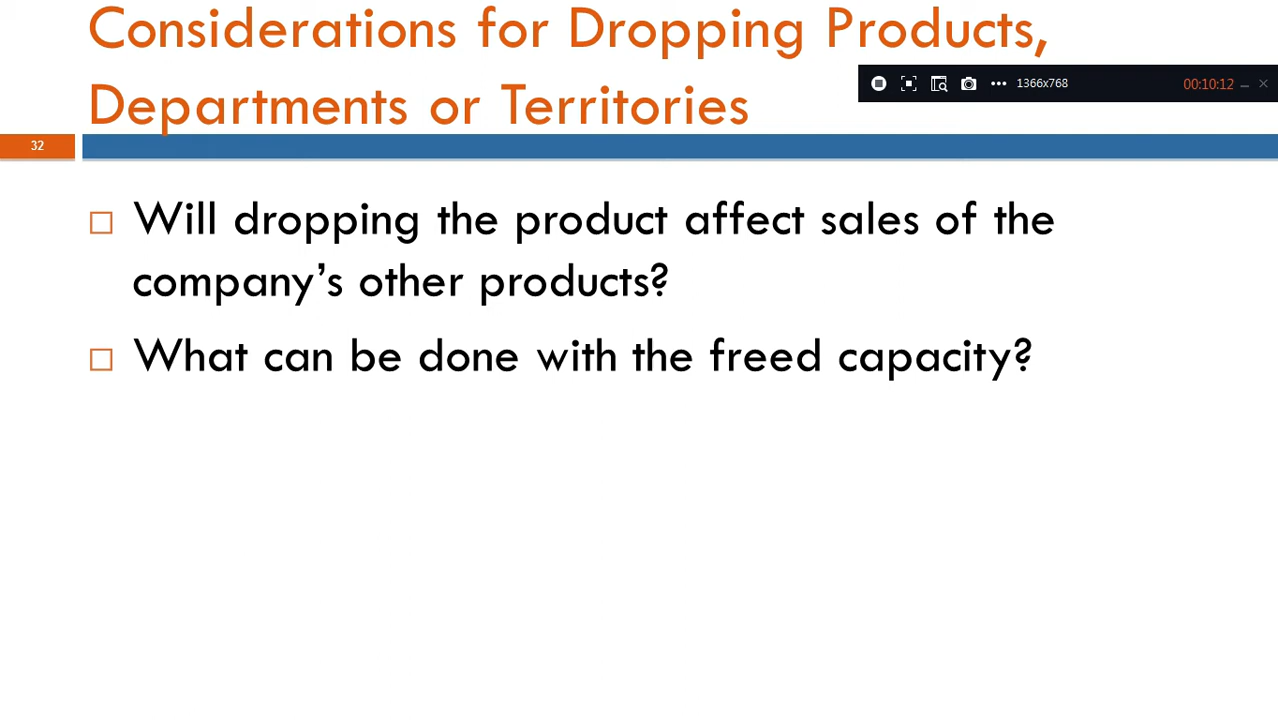 Considerations for Dropping Products,
Departments or Territories
1366x768
00:10:12
32
Will dropping the product affect sales of the
company’s other products?
What can be done with the freed capacity?